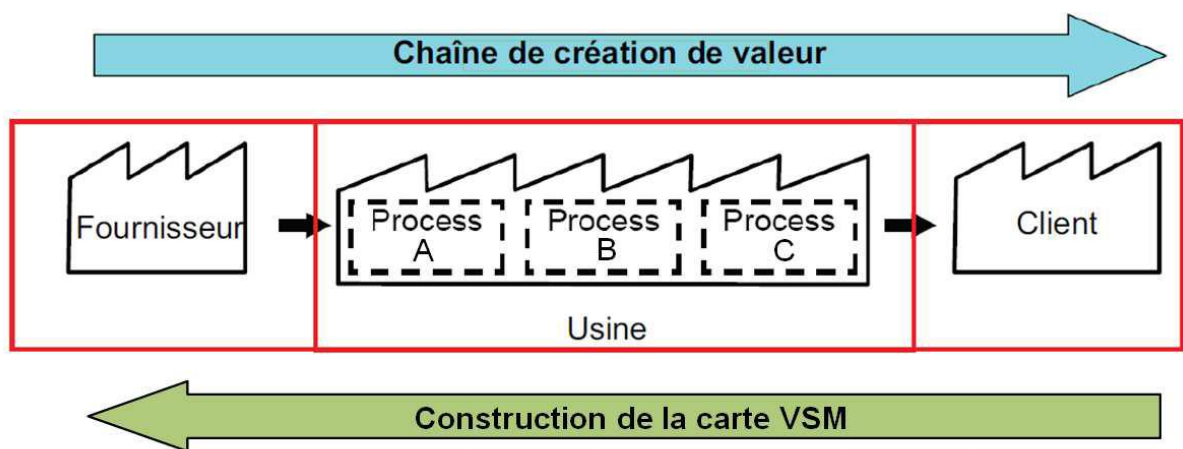 Chaîne de création de valeur
Fournisseur
Process
A
Process
B
Process
C
Client
Usine
Construction de la carte VSM